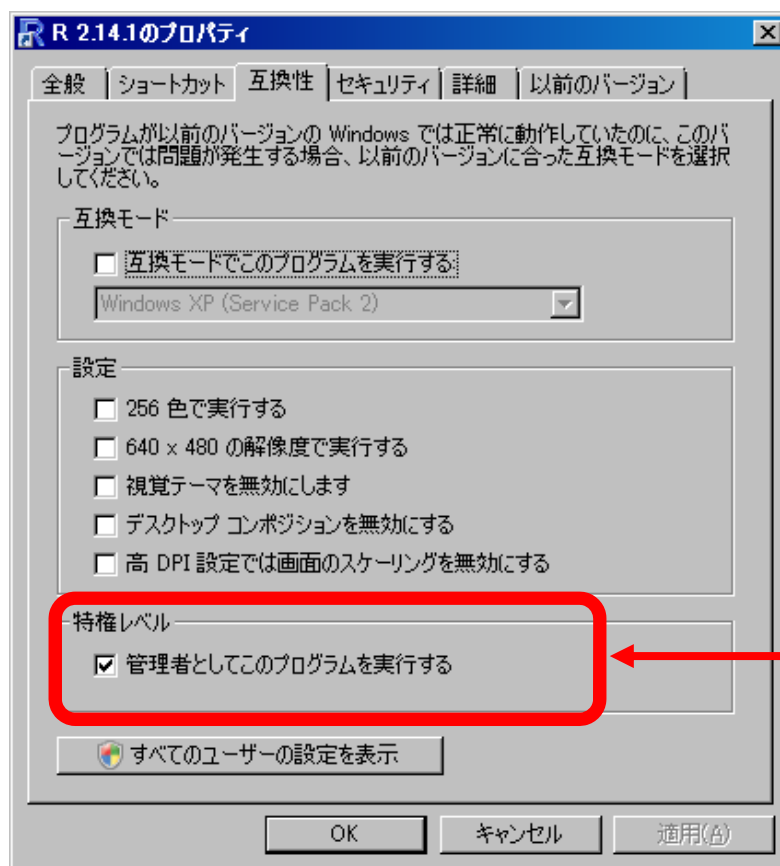 R 2.14.1のプロパティ
全般 ショートカット 互換性 セキュリティ 詳細 以前のバージョン
プログラムが以前のバージョンの Windows では正常に動作していたのに、このバ
ージョンでは問題が発生する場合、以前のバージョンに合った互換モードを選択
してください。
互換モード
互換モードでこのプログラムを実行する
Windows XP (Service Pack 2)
設定
256 色で実行する
640 x 480 の解像度で実行する
視覚テーマを無効にします
デスクトップ コンポジションを無効にする
高 DPI 設定では画面のスケーリングを無効にする
特権レベル
管理者としてこのプログラムを実行する
すべてのユーザーの設定を表示
OK キャンセル 適用(A)